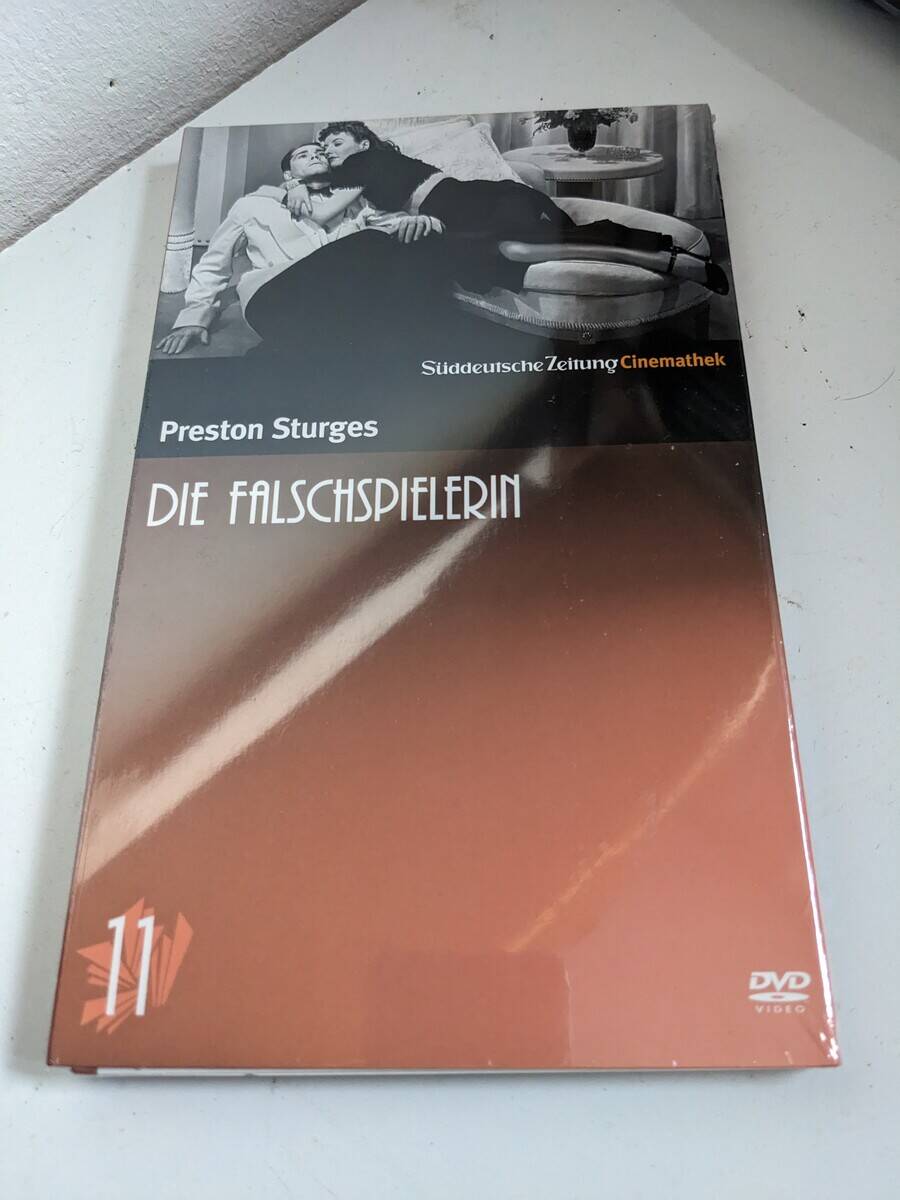 Süddeutsche Zeitung Cinemathek
Preston Sturges
DIE FALSCHSPIELERIN
11
DVD
VIDEO